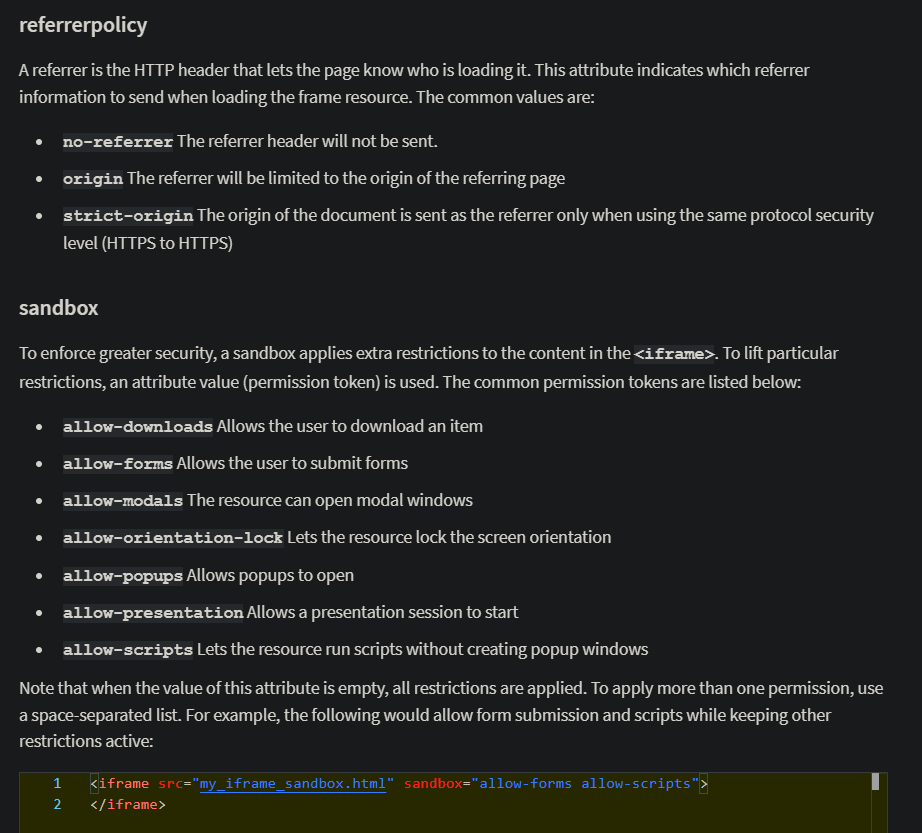 referrerpolicy
A referrer is the HTTP header that lets the page know who is loading it. This attribute indicates which referrer
information to send when loading the frame resource. The common values are:
• no-referrer The referrer header will not be sent.
• origin The referrer will be limited to the origin of the referring page
• strict-origin The origin of the document is sent as the referrer only when using the same protocol security
level (HTTPS to HTTPS)
sandbox
To enforce greater security, a sandbox applies extra restrictions to the content in the <iframe>. To lift particular
restrictions, an attribute value (permission token) is used. The common permission tokens are listed below:
• allow-downloads Allows the user to download an item
• allow-forms Allows the user to submit forms
• allow-modals The resource can open modal windows
• allow-orientation-lock Lets the resource lock the screen orientation
• allow-popups Allows popups to open
• allow-presentation Allows a presentation session to start
• allow-scripts Lets the resource run scripts without creating popup windows
Note that when the value of this attribute is empty, all restrictions are applied. To apply more than one permission, use
a space-separated list. For example, the following would allow form submission and scripts while keeping other
restrictions active:
1 <iframe src="my_iframe_sandbox.html" sandbox="allow-forms allow-scripts">
2 </iframe>